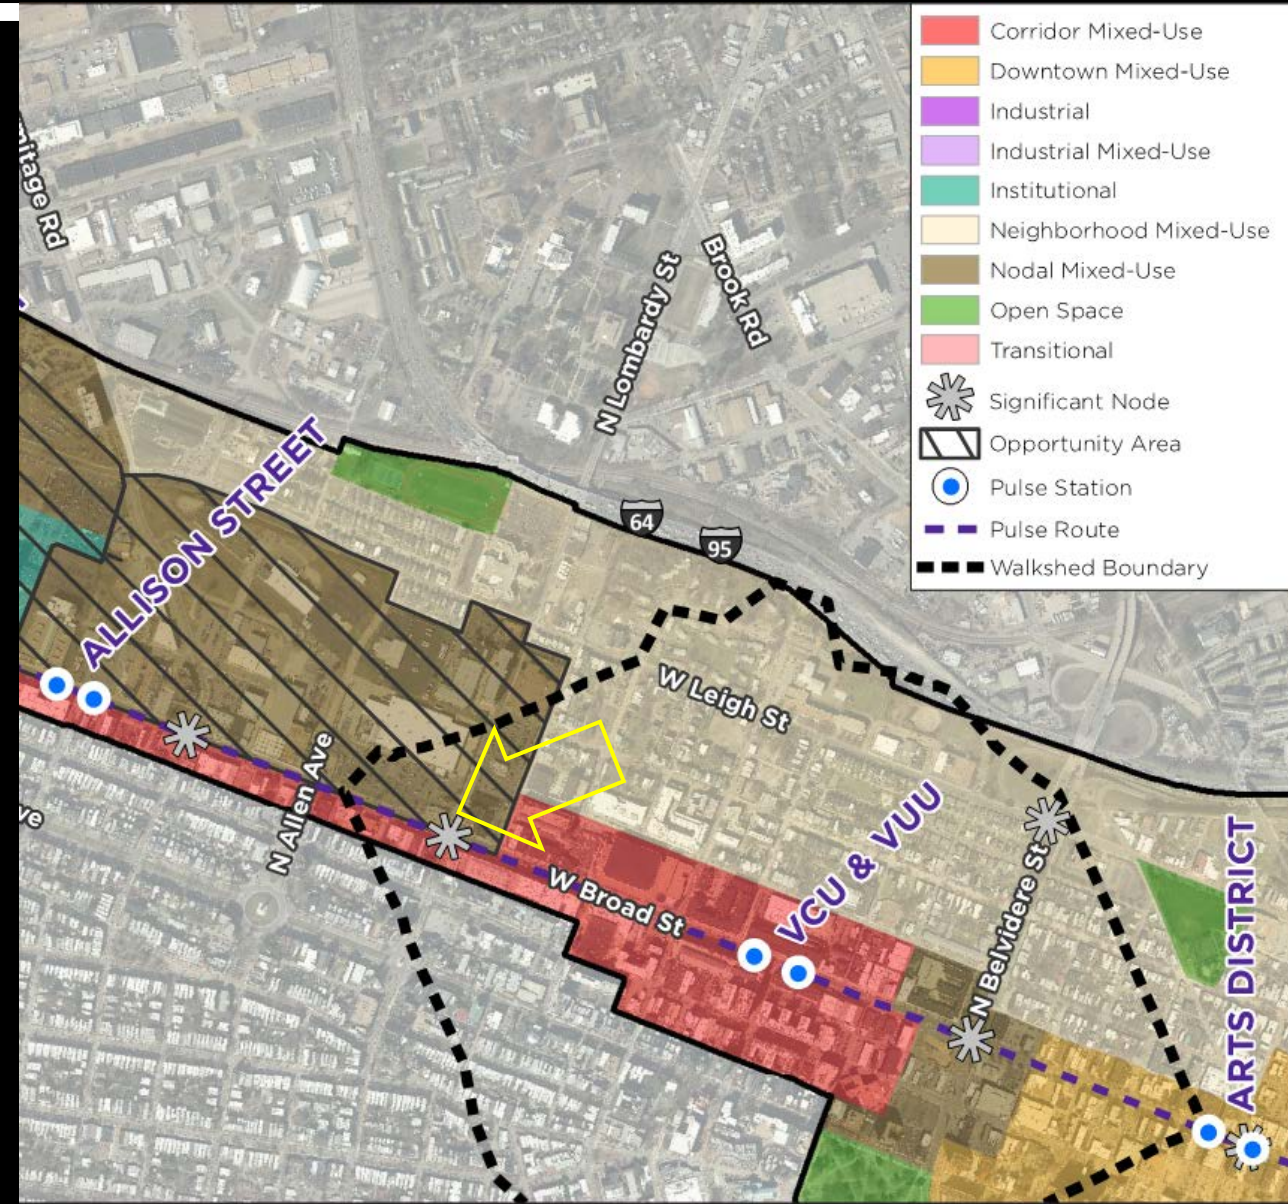 Corridor Mixed-Use
Downtown Mixed-Use
Industrial
Industrial Mixed-Use
Institutional
Neighborhood Mixed-Use
Nodal Mixed-Use
Open Space
Transitional
Significant Node
Opportunity Area
Pulse Station
Pulse Route
Walkshed Boundary
mitage Rd
N Lombardy St
Brook Rd
ALLISON STREET
64
95
W Leigh St
N Allen Ave
ve
W Broad St
VCU & VUU
N Belvidere St
ARTS DISTRICT